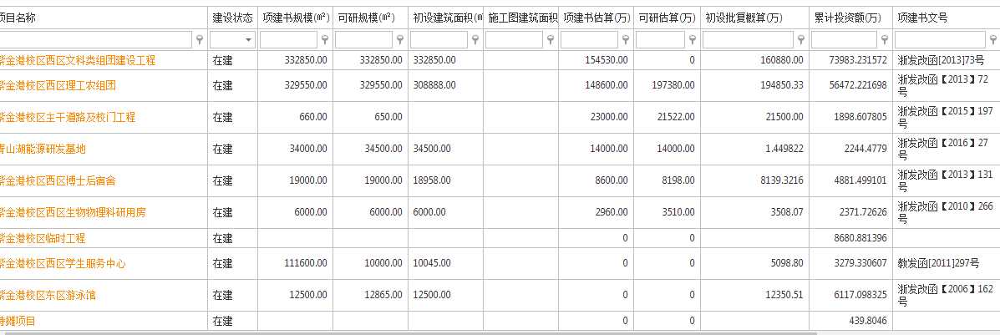 项目名称 建设状态 项建书规模(㎡) 可研规模(㎡) 初设建筑面积(㎡ 施工图建筑面积 项建书估算(万) 可研估算(万) 初设批复概算(万) 累计投资额(万) 项建书文号
紫金港校区西区文科类组团建设工程 在建 332850.00 332850.00 332850.00 154530.00 0 160880.00 73983.231572 浙发改函[2013]73号
紫金港校区西区理工农组团 在建 329550.00 329550.00 308888.00 148600.00 197380.00 194850.33 56472.221698 浙发改函【2013】72
号
紫金港校区主干道路及校门工程 在建 660.00 650.00 23000.00 21522.00 21500.00 1898.607805 浙发改函【2015】197
号
青山湖能源研发基地 在建 34000.00 34500.00 34500.00 14000.00 14000.00 1.449822 2244.4779 浙发改函【2016】27
号
紫金港校区西区博士后宿舍 在建 19000.00 19000.00 18958.00 8600.00 8198.00 8139.3216 4881.499101 浙发改函【2013】131
号
紫金港校区西区生物物理科研用房 在建 6000.00 6000.00 6000.00 2960.00 3510.00 3508.07 2371.72626 浙发改函【2010】266
号
紫金港校区临时工程 在建 0 0 8680.881396
紫金港校区西区学生服务中心 在建 111600.00 10000.00 10045.00 0 0 5098.80 3279.330607 教发函[2011]297号
紫金港校区东区游泳馆 在建 12500.00 12865.00 12500.00 0 0 12350.51 6117.098325 浙发改函【2006】162
号
待摊项目 在建 0 0 439.8046